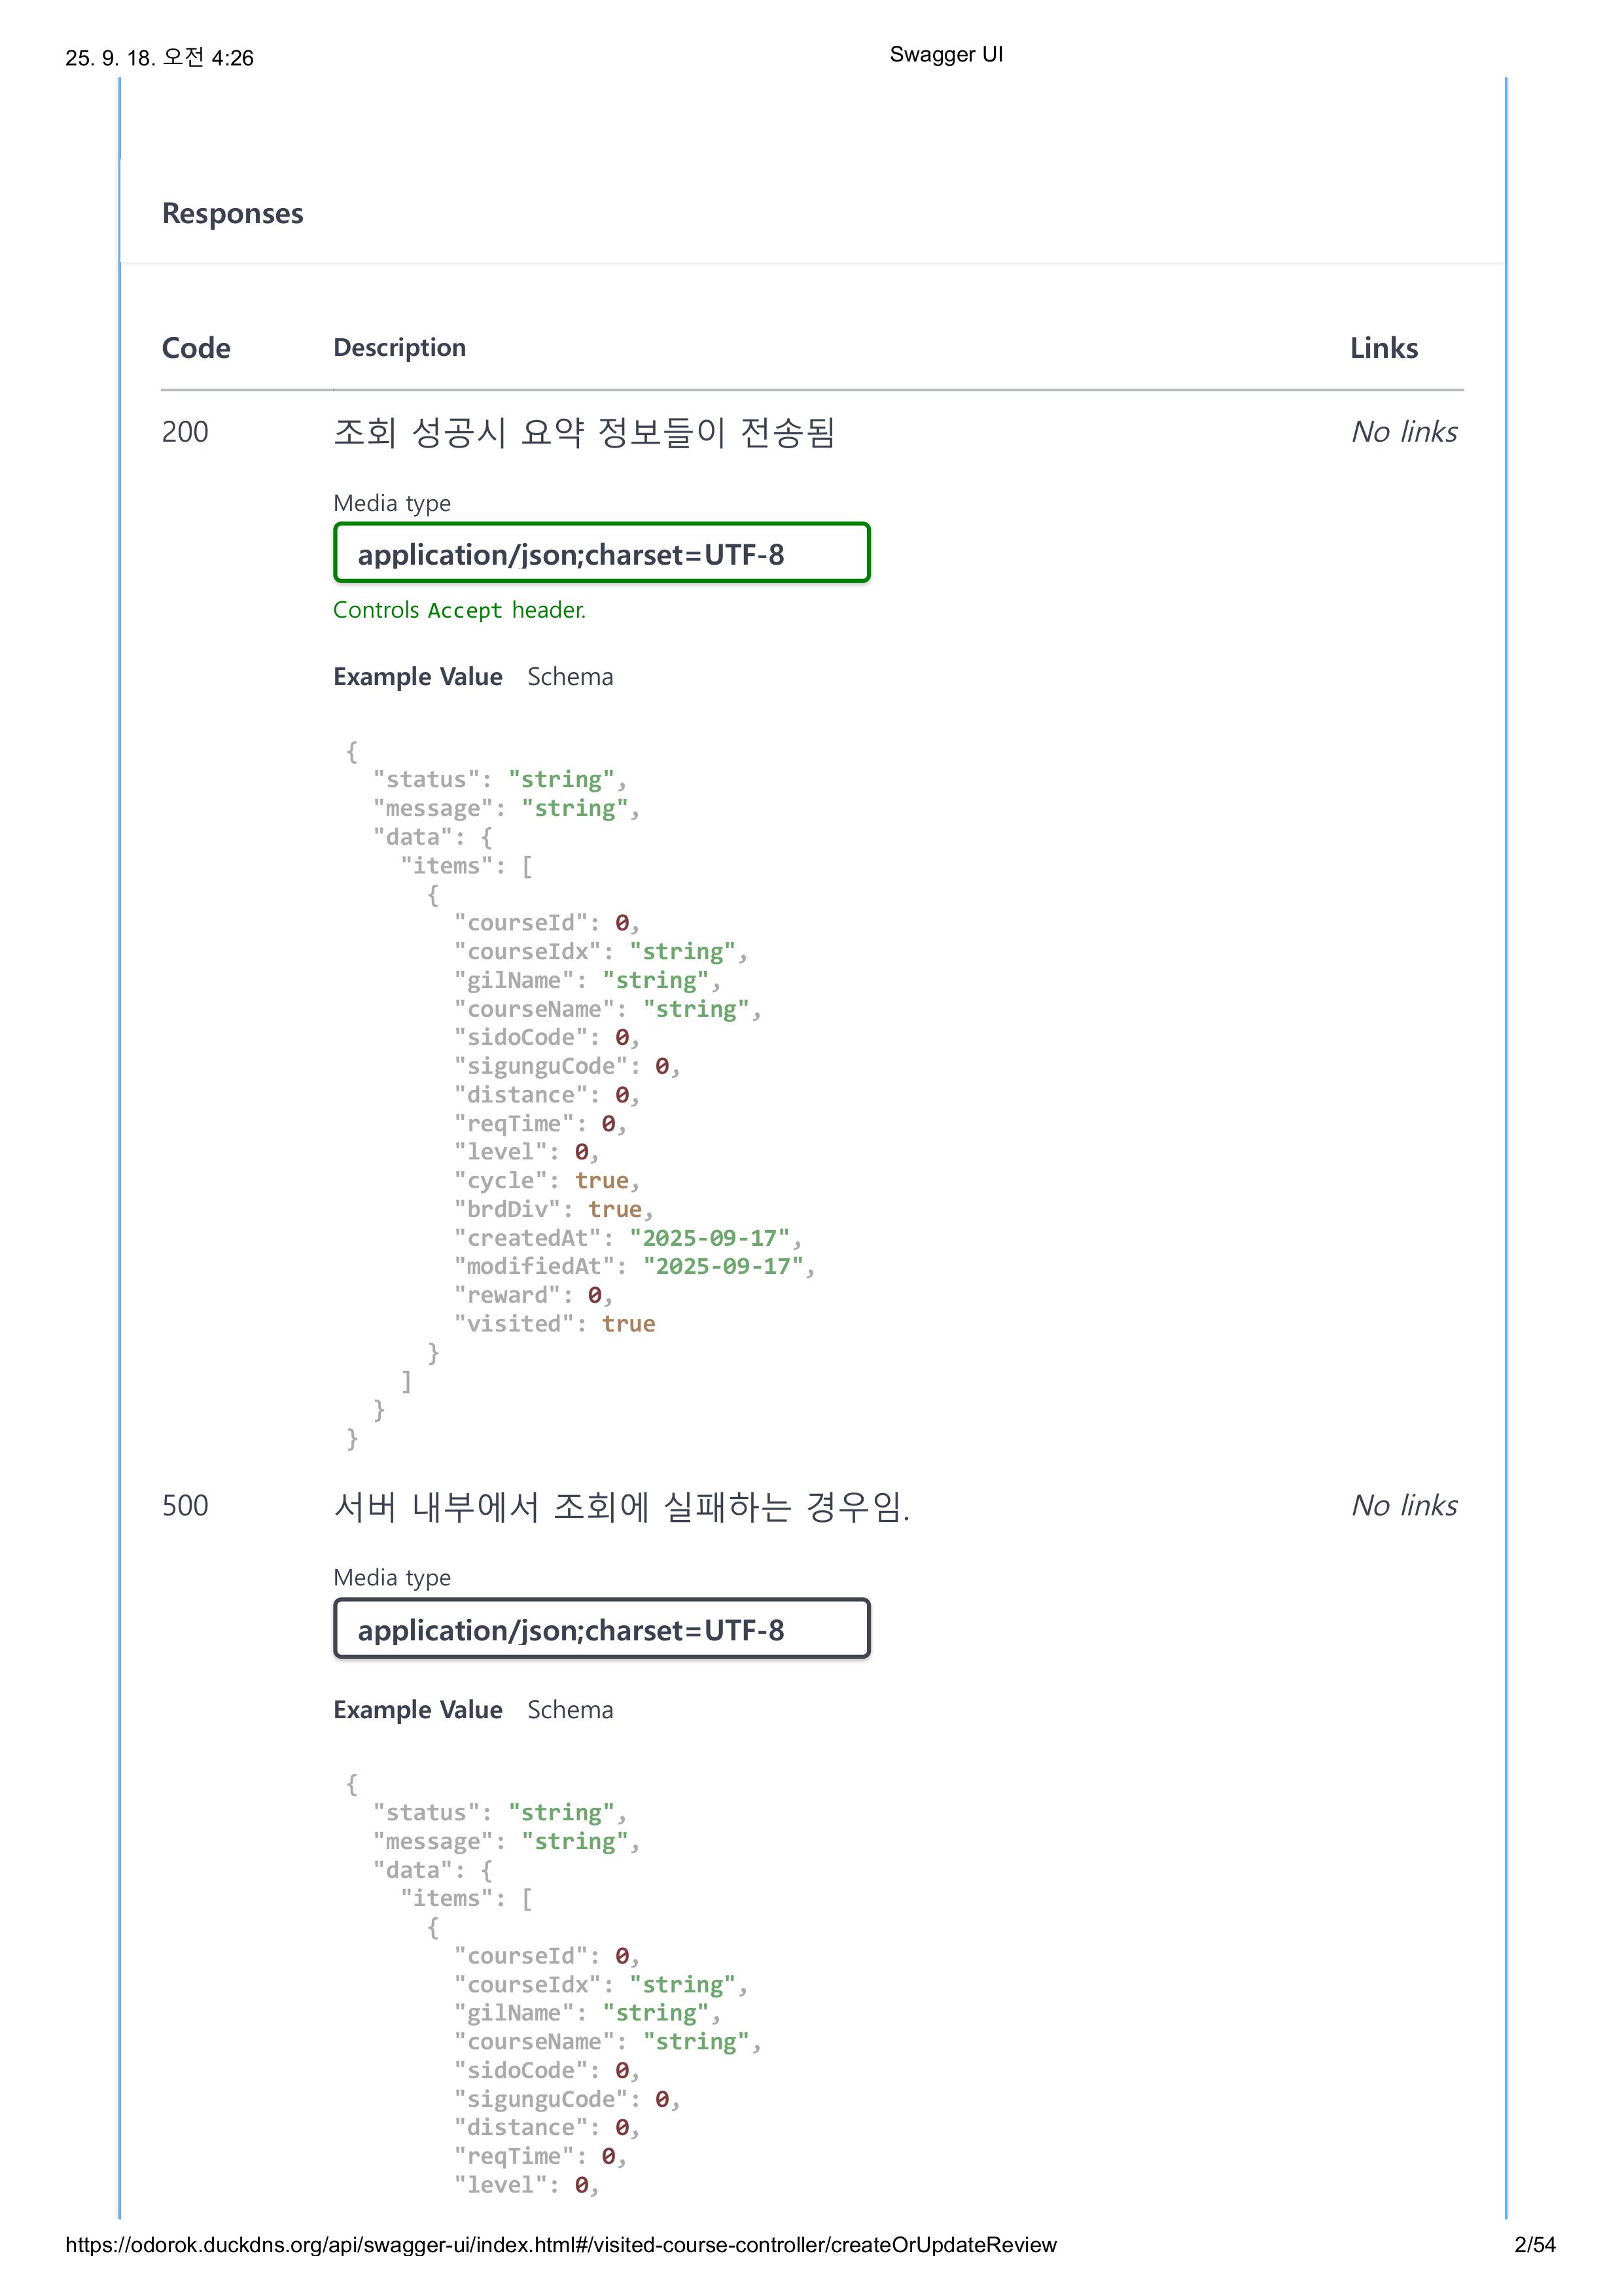 25. 9. 18. 오전 4:26
Swagger UI
Responses
Code Description Links
200 조회 성공시 요약 정보들이 전송됨 No links
Media type
application/json;charset=UTF-8
Controls Accept header.
Example Value Schema
{
  "status": "string",
  "message": "string",
  "data": {
    "items": [
      {
        "courseId": 0,
        "courseIdx": "string",
        "gilName": "string",
        "courseName": "string",
        "sidoCode": 0,
        "sigunguCode": 0,
        "distance": 0,
        "reqTime": 0,
        "level": 0,
        "cycle": true,
        "brdDiv": true,
        "createdAt": "2025-09-17",
        "modifiedAt": "2025-09-17",
        "reward": 0,
        "visited": true
      }
    ]
  }
}
500 서버 내부에서 조회에 실패하는 경우임. No links
Media type
application/json;charset=UTF-8
Example Value Schema
{
  "status": "string",
  "message": "string",
  "data": {
    "items": [
      {
        "courseId": 0,
        "courseIdx": "string",
        "gilName": "string",
        "courseName": "string",
        "sidoCode": 0,
        "sigunguCode": 0,
        "distance": 0,
        "reqTime": 0,
        "level": 0,
https://odorok.duckdns.org/api/swagger-ui/index.html#/visited-course-controller/createOrUpdateReview
2/54